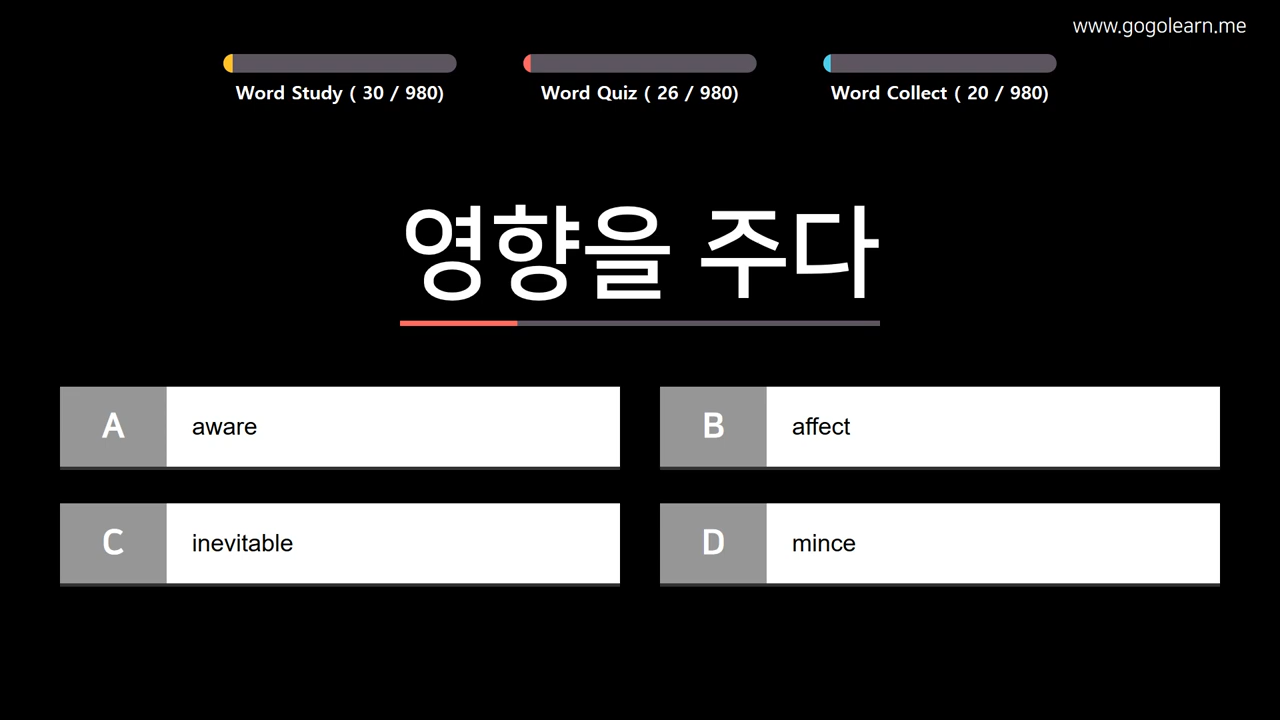 www.gogolearn.me
Word Study ( 30 / 980)
Word Quiz ( 26 / 980)
Word Collect ( 20 / 980)
영향을 주다
A aware
B affect
C inevitable
D mince